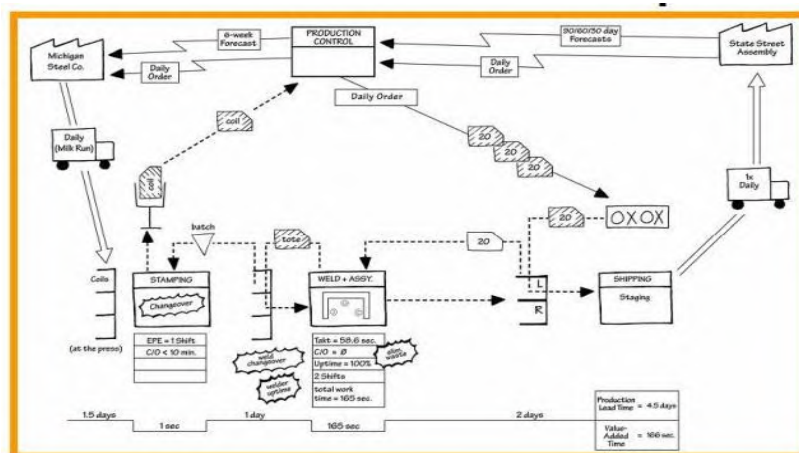 6-week
Forecast
Daily
Order
PRODUCTION
CONTROL
90/60/30 day
Forecasts
Daily
Order
Michigan
Steel Co.
State Street
Assembly
Daily Order
Daily
(Milk Run)
coil
coil
20
20
20
1x
Daily
batch
tote
20
20
OXOX
Coils
(at the press)
STAMPING
Changeover
EPE = 1 Shift
C/O < 10 min.
WELD + ASSY.
Takt = 58.6 sec.
C/O = Ø
Uptime = 100%
2 Shifts
total work
time = 165 sec.
weld
changeover
welder
uptime
elim.
waste
L
R
SHIPPING
Staging
1.5 days
1 sec
1 day
165 sec.
2 days
Production
Lead Time = 4.5 days
Value-
Added
Time = 166 sec.